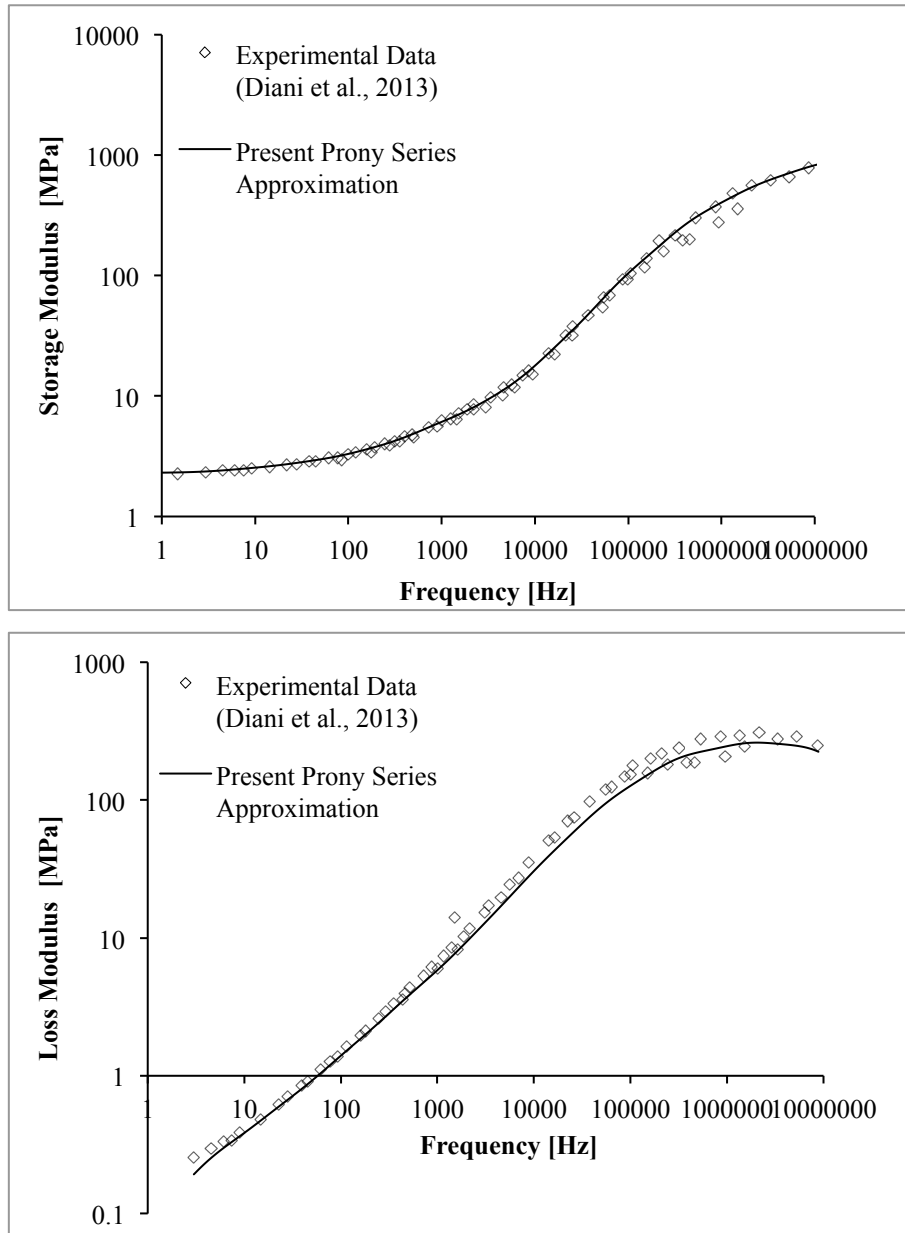 10000
1000
100
10
1
Storage Modulus [MPa]
Experimental Data
(Diani et al., 2013)
Present Prony Series
Approximation
1 10 100 1000 10000 100000 1000000 10000000
Frequency [Hz]
1000
100
10
1
0.1
Loss Modulus [MPa]
Experimental Data
(Diani et al., 2013)
Present Prony Series
Approximation
1 10 100 1000 10000 100000 1000000 10000000
Frequency [Hz]